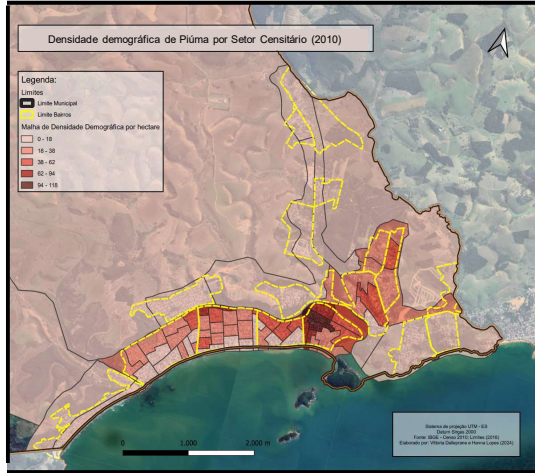 Densidade demográfica de Piúma por Setor Censitário (2010)
Legenda:
Limites
Limite Municipal
Limite Bairros
Malha de Densidade Demográfica por hectare
0 - 18
18 - 38
38 - 62
62 - 94
94 - 118
0 1.000 2.000 m
Sistema de projeção UTM - ES
Datum Sirgas 2000
Fonte: IBGE - Censo 2010; Limites (2018)
Elaborado por: Vitória Dalleprane e Hanna Lopes (2024)